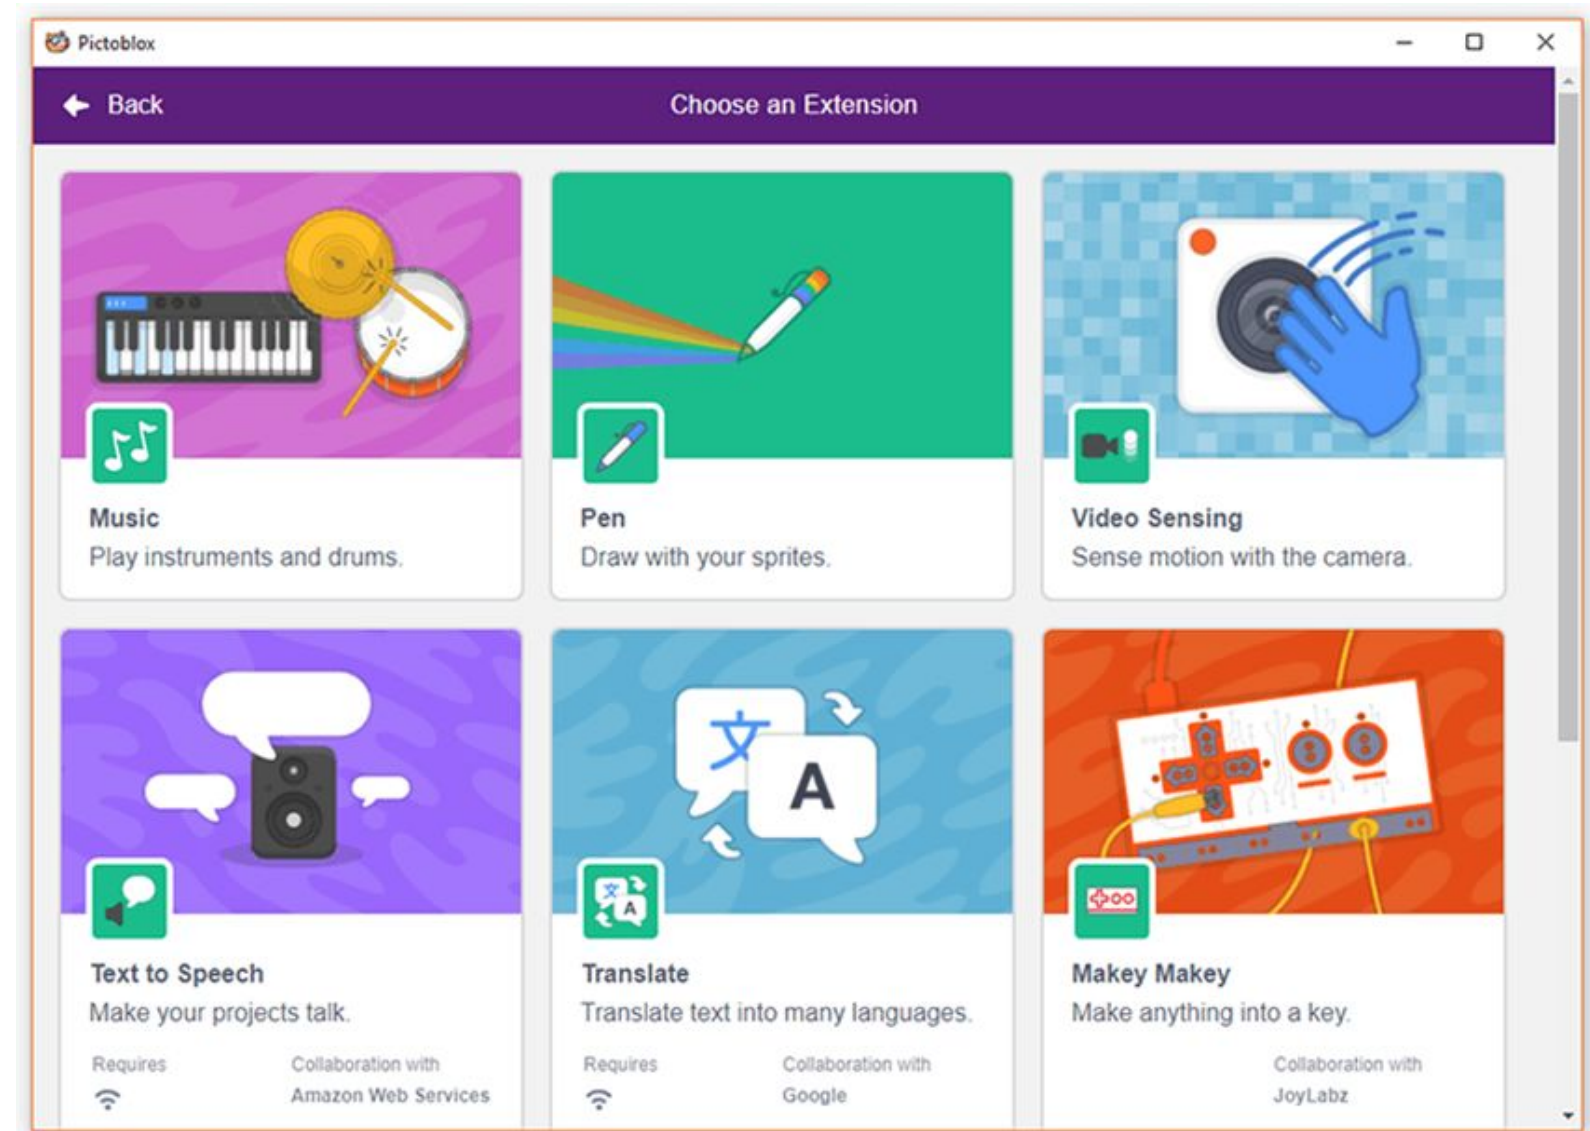 Pictoblox
Back
Choose an Extension
Music
Play instruments and drums.
Pen
Draw with your sprites.
Video Sensing
Sense motion with the camera.
文
A
文
A
Text to Speech
Make your projects talk.
Requires
Collaboration with
Amazon Web Services
Translate
Translate text into many languages.
Requires
Collaboration with
Google
Makey Makey
Make anything into a key.
Collaboration with
JoyLabz